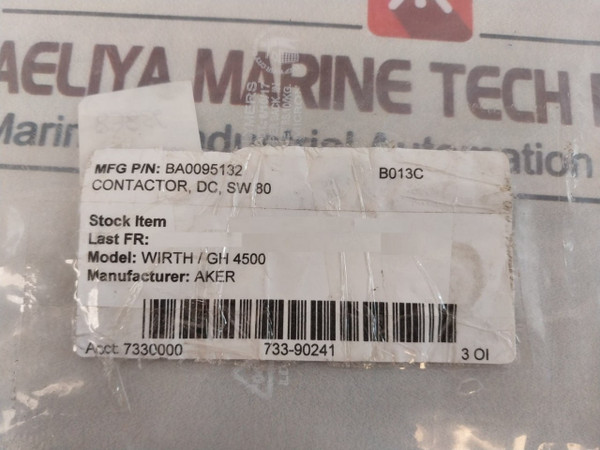 AELIYA MARINE TECH
Marin Industrial Automation
MFG P/N: BA0095132 B013C
CONTACTOR, DC, SW 80
Stock Item
Last FR:
Model: WIRTH / GH 4500
Manufacturer: AKER
Acct: 7330000 733-90241 3 OI